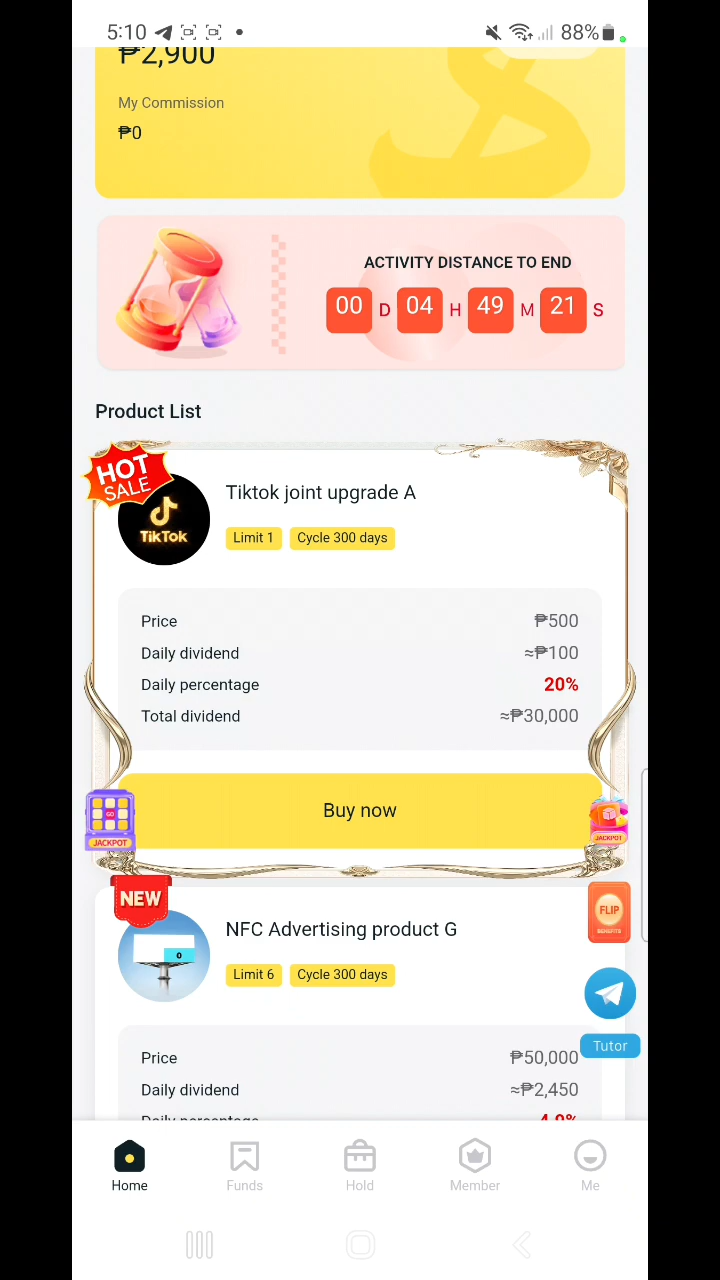 5:10 88%
₱2,900
My Commission
₱0
ACTIVITY DISTANCE TO END
00 D 04 H 49 M 21 S
Product List
HOT
SALE
TikTok
Tiktok joint upgrade A
Limit 1 Cycle 300 days
Price ₱500
Daily dividend ≈₱100
Daily percentage 20%
Total dividend ≈₱30,000
Buy now
GO
JACKPOT
JACKPOT
NEW
FLIP
BENEFITS
NFC Advertising product G
Limit 6 Cycle 300 days
Tutor
Price ₱50,000
Daily dividend ≈₱2,450
Daily percentage 4.9%
Home Funds Hold Member Me